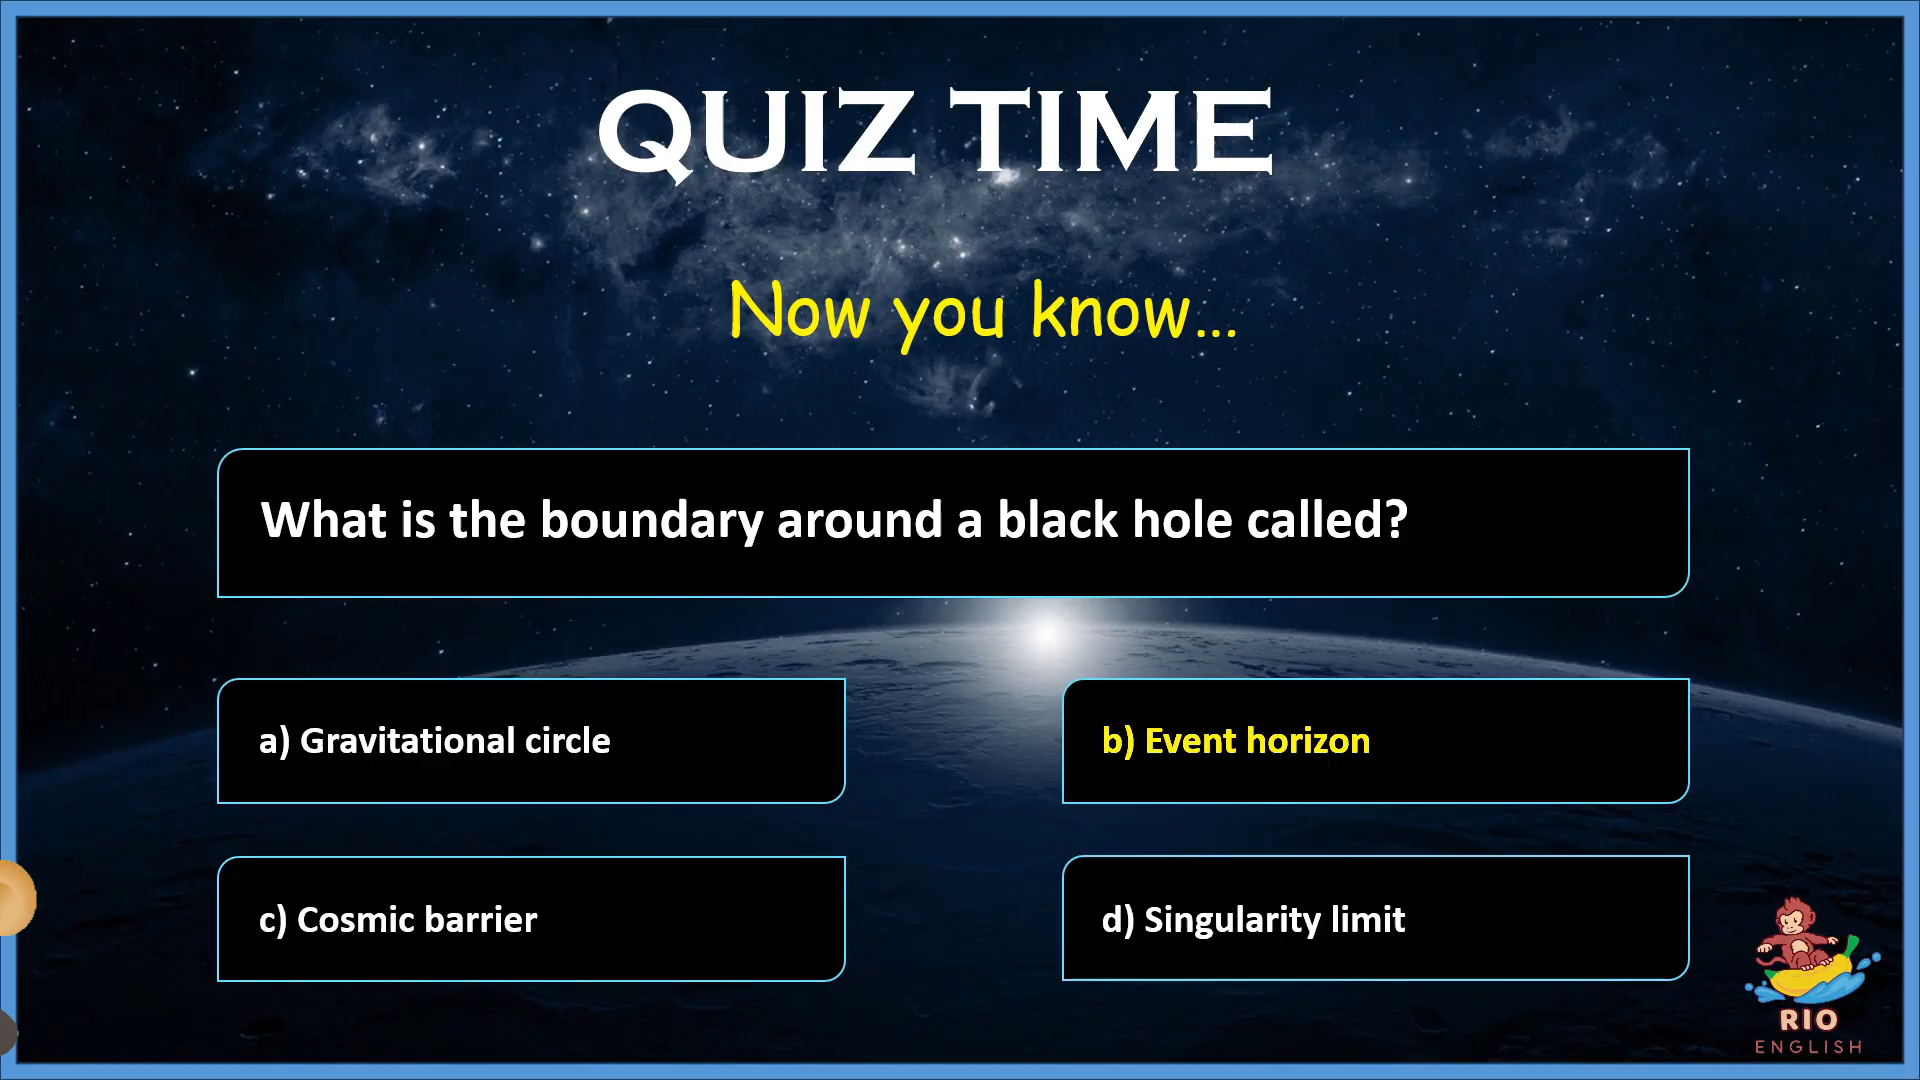 QUIZ TIME
Now you know...
What is the boundary around a black hole called?
a) Gravitational circle
b) Event horizon
c) Cosmic barrier
d) Singularity limit
RIO
ENGLISH